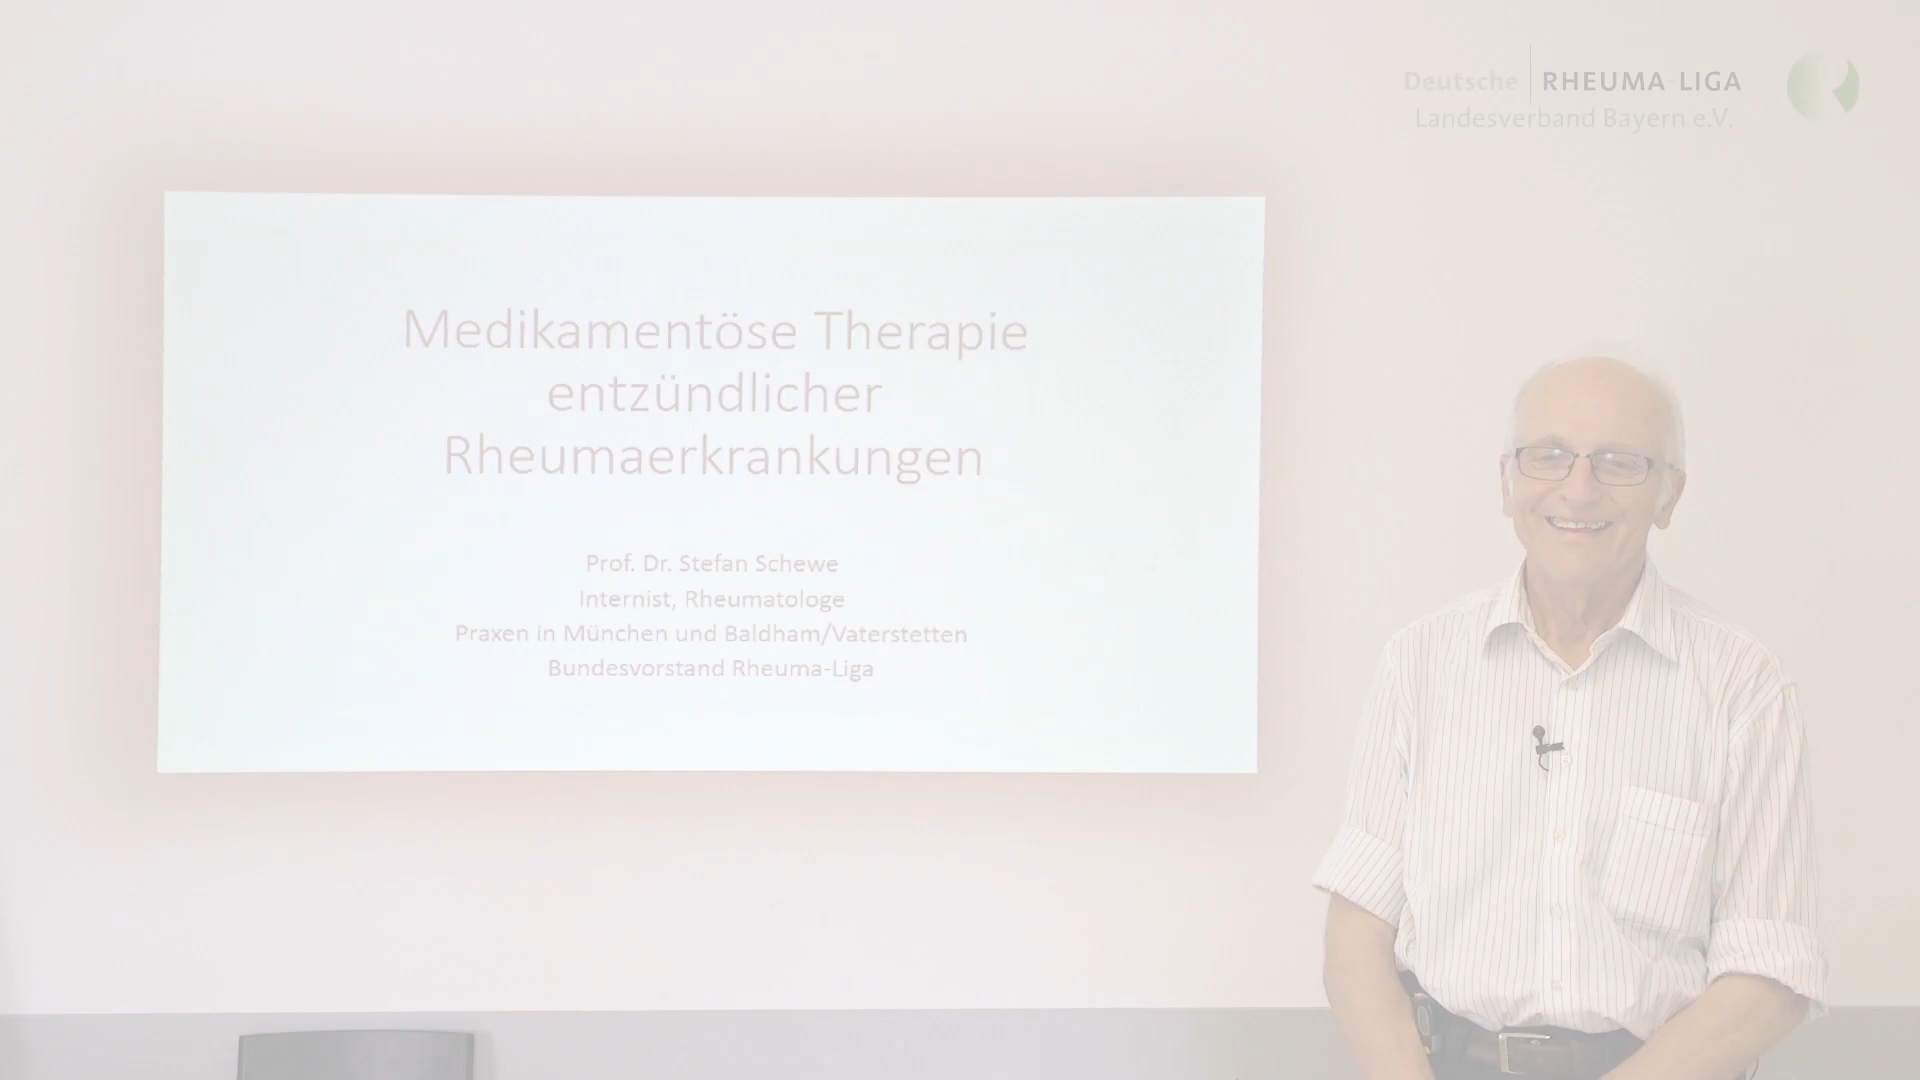 Deutsche RHEUMA-LIGA
Landesverband Bayern e.V.
Medikamentöse Therapie
entzündlicher
Rheumaerkrankungen
Prof. Dr. Stefan Schewe
Internist, Rheumatologe
Praxen in München und Baldham/Vaterstetten
Bundesvorstand Rheuma-Liga